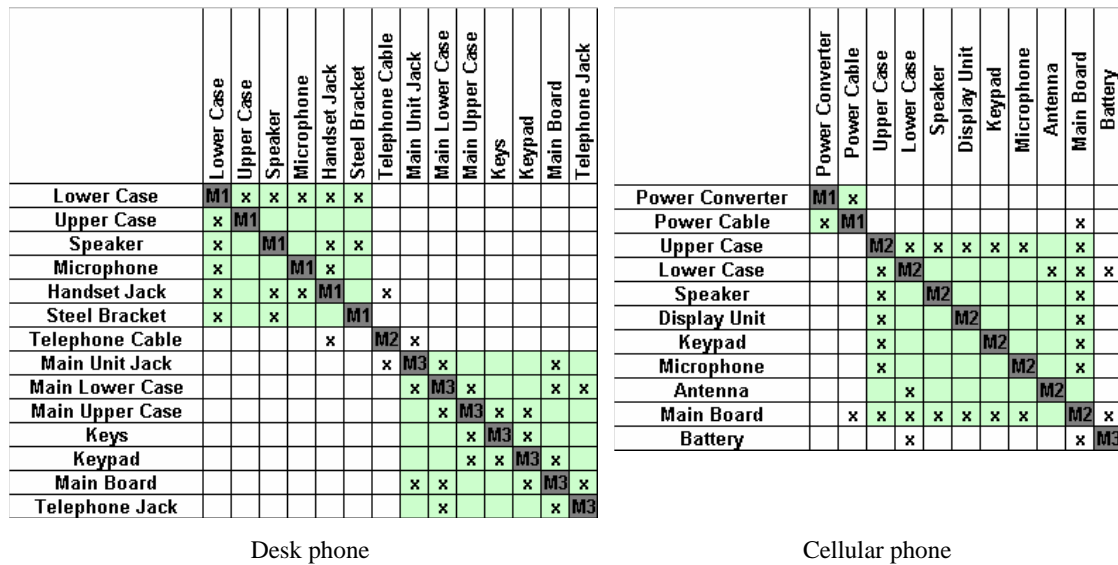 Lower Case
Upper Case
Speaker
Microphone
Handset Jack
Steel Bracket
Telephone Cable
Main Unit Jack
Main Lower Case
Main Upper Case
Keys
Keypad
Main Board
Telephone Jack
Lower Case M1 x x x x x
Upper Case x M1
Speaker x M1 x x
Microphone x M1 x
Handset Jack x x x M1 x
Steel Bracket x x M1
Telephone Cable x M2 x
Main Unit Jack x M3 x x
Main Lower Case x M3 x x x
Main Upper Case x M3 x x
Keys x M3 x
Keypad x x M3 x
Main Board x x x M3 x
Telephone Jack x x M3
Desk phone
Power Converter
Power Cable
Upper Case
Lower Case
Speaker
Display Unit
Keypad
Microphone
Antenna
Main Board
Battery
Power Converter M1 x
Power Cable x M1 x
Upper Case M2 x x x x x x
Lower Case x M2 x x x
Speaker x M2 x
Display Unit x M2 x
Keypad x M2 x
Microphone x M2 x
Antenna x M2
Main Board x x x x x x x M2 x
Battery x x M3
Cellular phone